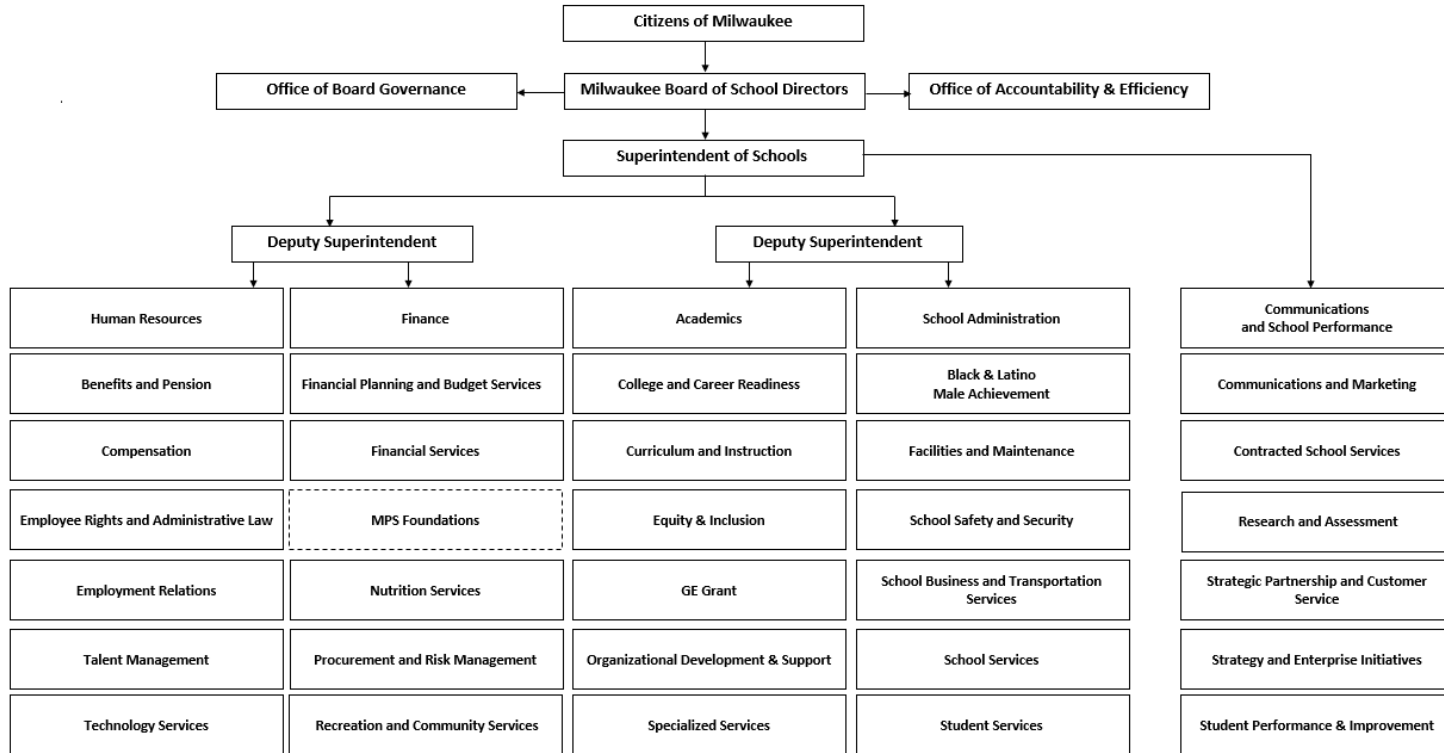 Citizens of Milwaukee
Office of Board Governance
Milwaukee Board of School Directors
Office of Accountability & Efficiency
Superintendent of Schools
Deputy Superintendent
Deputy Superintendent
Human Resources
Finance
Academics
School Administration
Communications
and School Performance
Benefits and Pension
Financial Planning and Budget Services
College and Career Readiness
Black & Latino
Male Achievement
Communications and Marketing
Compensation
Financial Services
Curriculum and Instruction
Facilities and Maintenance
Contracted School Services
Employee Rights and Administrative Law
MPS Foundations
Equity & Inclusion
School Safety and Security
Research and Assessment
Employment Relations
Nutrition Services
GE Grant
School Business and Transportation
Services
Strategic Partnership and Customer
Service
Talent Management
Procurement and Risk Management
Organizational Development & Support
School Services
Strategy and Enterprise Initiatives
Technology Services
Recreation and Community Services
Specialized Services
Student Services
Student Performance & Improvement